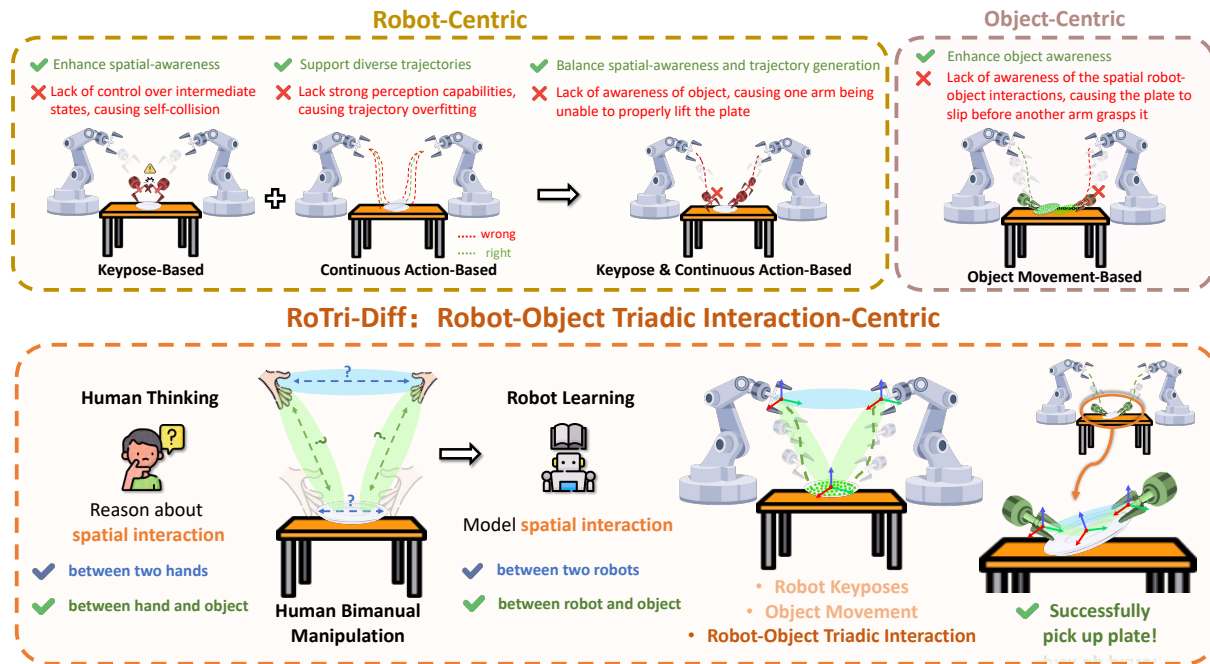 Robot-Centric
Object-Centric
Enhance spatial-awareness
Lack of control over intermediate
states, causing self-collision
Keypose-Based
Support diverse trajectories
Lack strong perception capabilities,
causing trajectory overfitting
wrong
right
Continuous Action-Based
Balance spatial-awareness and trajectory generation
Lack of awareness of object, causing one arm being
unable to properly lift the plate
Keypose & Continuous Action-Based
Enhance object awareness
Lack of awareness of the spatial robot-
object interactions, causing the plate to
slip before another arm grasps it
Object Movement-Based
RoTri-Diff: Robot-Object Triadic Interaction-Centric
Human Thinking
?
Reason about
spatial interaction
between two hands
between hand and object
?
?
?
?
Human Bimanual
Manipulation
Robot Learning
Model spatial interaction
between two robots
between robot and object
• Robot Keyposes
• Object Movement
• Robot-Object Triadic Interaction
Successfully
pick up plate!